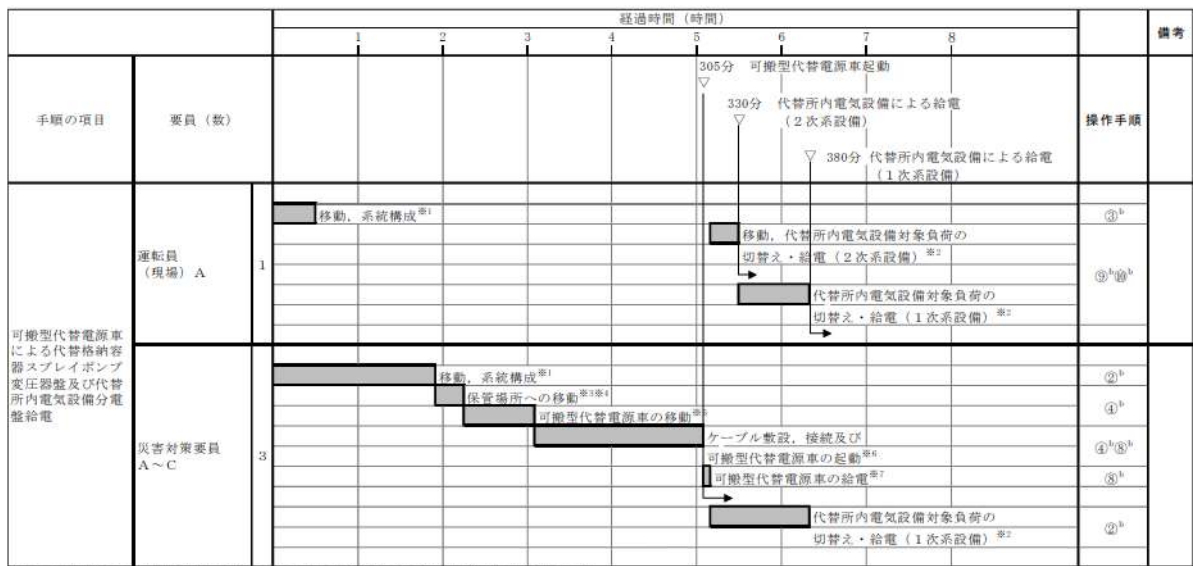 経過時間（時間）
備考
1 2 3 4 5 6 7 8
手順の項目
要員（数）
操作手順
305分 可搬型代替電源車起動
330分 代替所内電気設備による給電
（２次系設備）
380分 代替所内電気設備による給電
（１次系設備）
可搬型代替電源車
による代替格納容
器スプレイポンプ
変圧器盤及び代替
所内電気設備分電
盤給電
運転員
（現場）A
1
移動，系統構成※1
③ᵇ
移動，代替所内電気設備対象負荷の
切替え・給電（２次系設備）※2
代替所内電気設備対象負荷の
切替え・給電（１次系設備）※2
⑨ᵇ⑩ᵇ
災害対策要員
A～C
3
移動，系統構成※1
②ᵇ
保管場所への移動※3※4
可搬型代替電源車の移動※5
④ᵇ
ケーブル敷設，接続及び
可搬型代替電源車の起動※6
④ᵇ⑧ᵇ
可搬型代替電源車の給電※7
⑧ᵇ
代替所内電気設備対象負荷の
切替え・給電（１次系設備）※2
②ᵇ